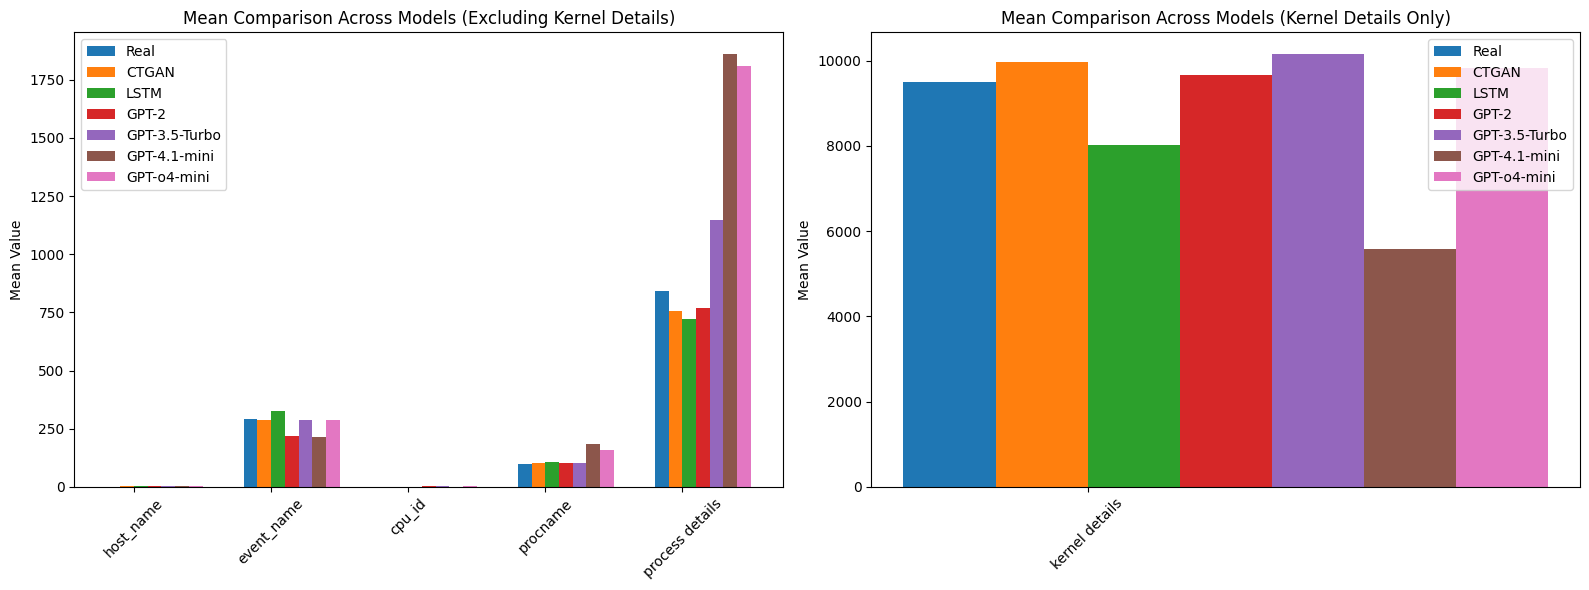 Mean Comparison Across Models (Excluding Kernel Details)
Mean Value
1750
1500
1250
1000
750
500
250
0
Real
CTGAN
LSTM
GPT-2
GPT-3.5-Turbo
GPT-4.1-mini
GPT-o4-mini
host_name
event_name
cpu_id
procname
process details
Mean Comparison Across Models (Kernel Details Only)
Mean Value
10000
8000
6000
4000
2000
0
Real
CTGAN
LSTM
GPT-2
GPT-3.5-Turbo
GPT-4.1-mini
GPT-o4-mini
kernel details